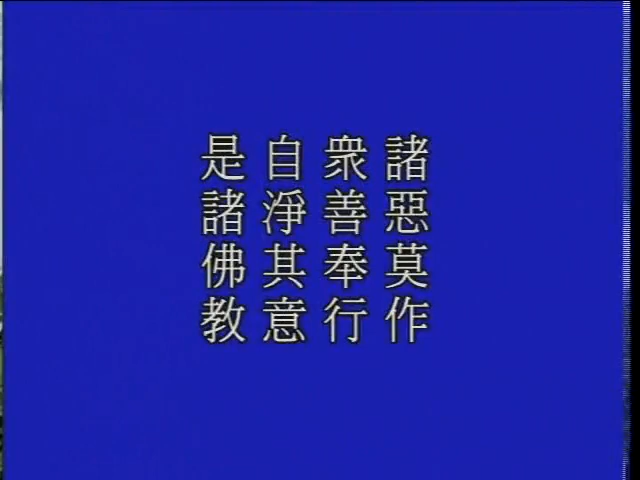 諸惡莫作
衆善奉行
自淨其意
是諸佛教